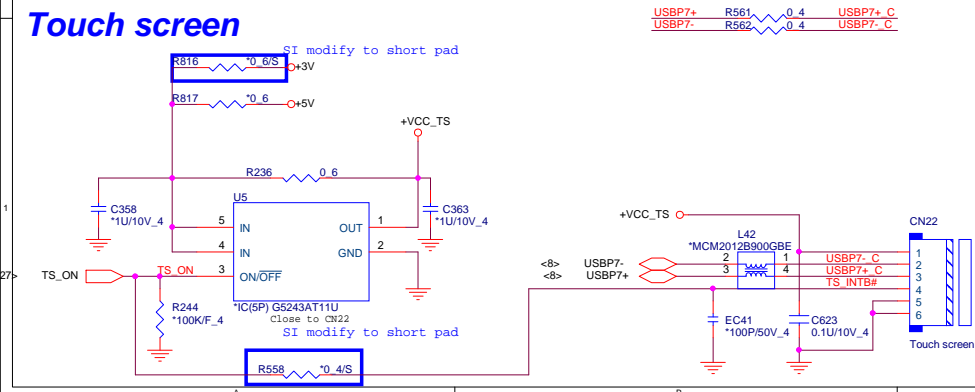 Touch screen
USBP7+ R561 0_4 USBP7+_C
USBP7- R562 0_4 USBP7-_C
SI modify to short pad
R816 *0_6/S +3V
R817 *0_6 +5V
+VCC_TS
R236 0_6
C358
*1U/10V_4
U5
C363
*1U/10V_4
5 IN OUT 1
4 IN GND 2
TS_ON TS_ON 3 ON/OFF
R244
*100K/F_4
*IC(5P) G5243AT11U
Close to CN22
SI modify to short pad
R558 *0_4/S
+VCC_TS
CN22
L42
*MCM2012B900GBE
<8> USBP7- 2 1 USBP7-_C
<8> USBP7+ 3 4 USBP7+_C
TS_INTB#
1
2
3
4
5
6
EC41
*100P/50V_4
C623
0.1U/10V_4
Touch screen
1
27>